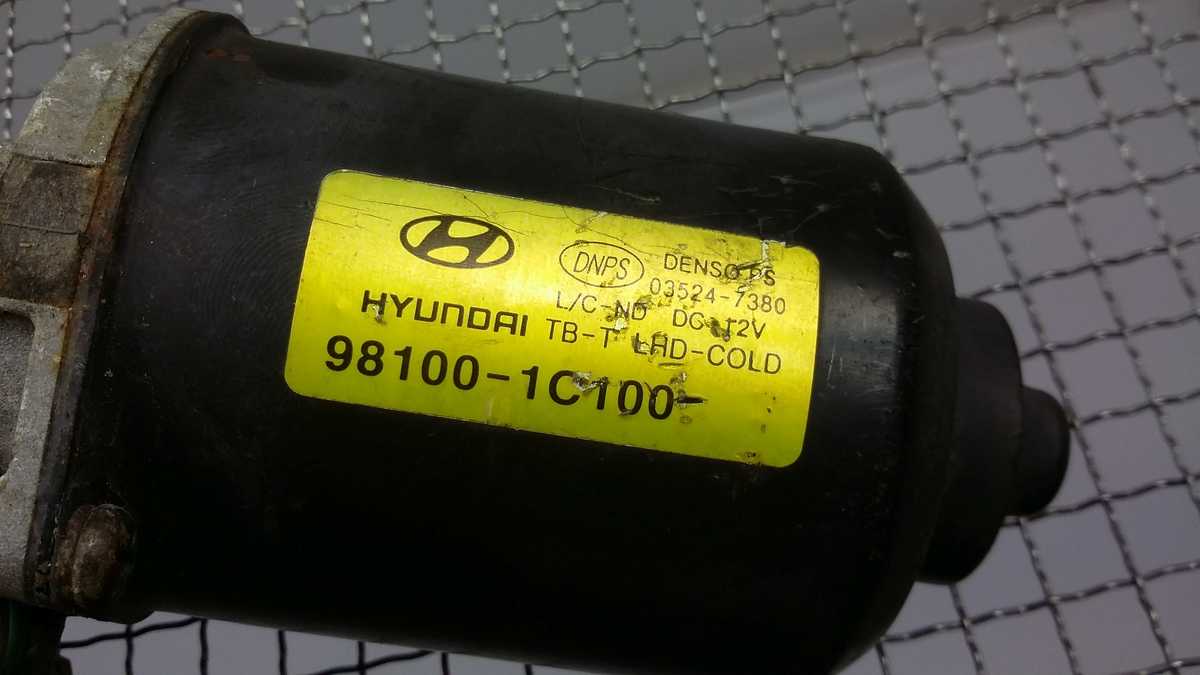 DNPS DENSO PS
03524-7380
L/C-ND DC 12V
HYUNDAI TB-T LHD-COLD
98100-1C100-